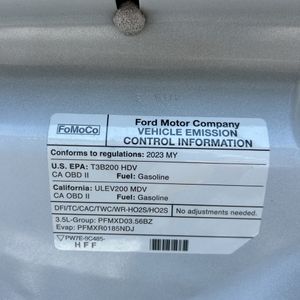 FoMoCo
Ford Motor Company
VEHICLE EMISSION
CONTROL INFORMATION
Conforms to regulations: 2023 MY
U.S. EPA: T3B200 HDV
CA OBD II Fuel: Gasoline
California: ULEV200 MDV
CA OBD II Fuel: Gasoline
DFI/TC/CAC/TWC/WR-HO2S/HO2S No adjustments needed.
3.5L-Group: PFMXD03.56BZ
Evap: PFMXR0185NDJ
PW7E-9C485-
HFF